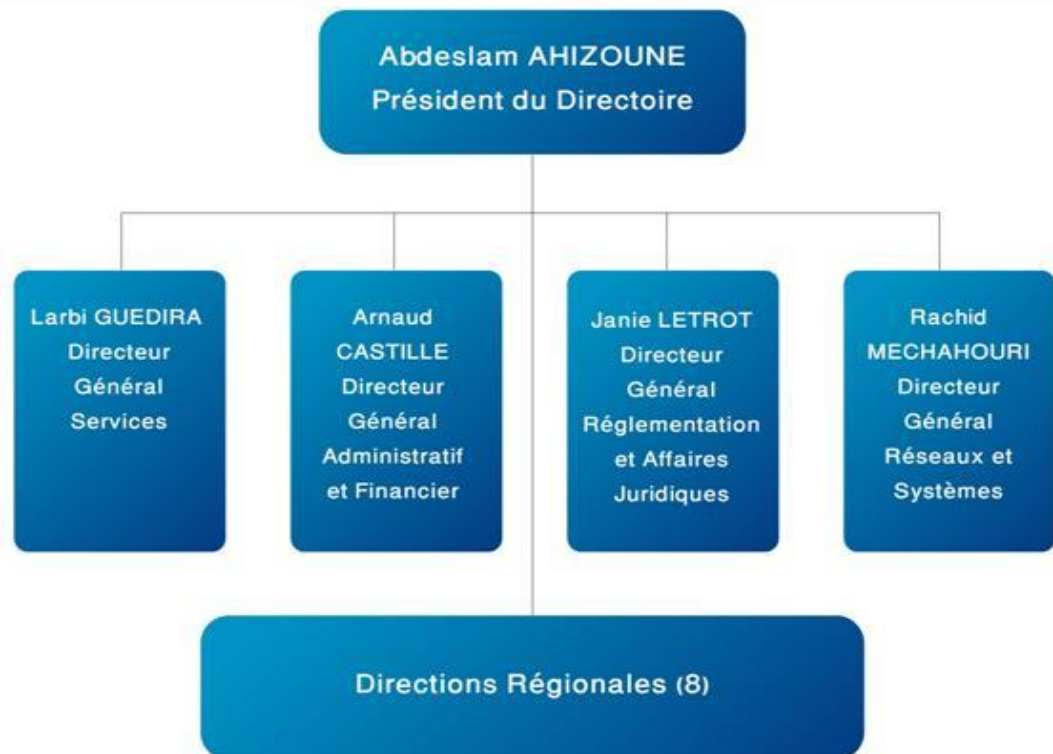 Abdeslam AHIZOUNE
Président du Directoire
Larbi GUEDIRA
Directeur
Général
Services
Arnaud
CASTILLE
Directeur
Général
Administratif
et Financier
Janie LETROT
Directeur
Général
Réglementation
et Affaires
Juridiques
Rachid
MECHAHOURI
Directeur
Général
Réseaux et
Systèmes
Directions Régionales (8)